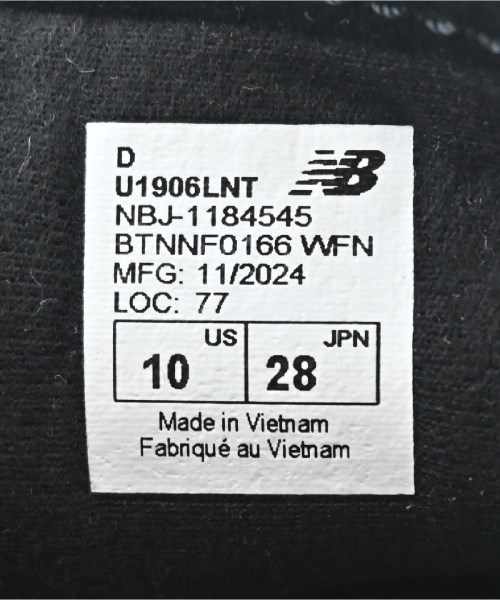 D
U1906LNT
NBJ-1184545
BTNNF0166 WFN
MFG: 11/2024
LOC: 77
US
10
JPN
28
Made in Vietnam
Fabriqué au Vietnam